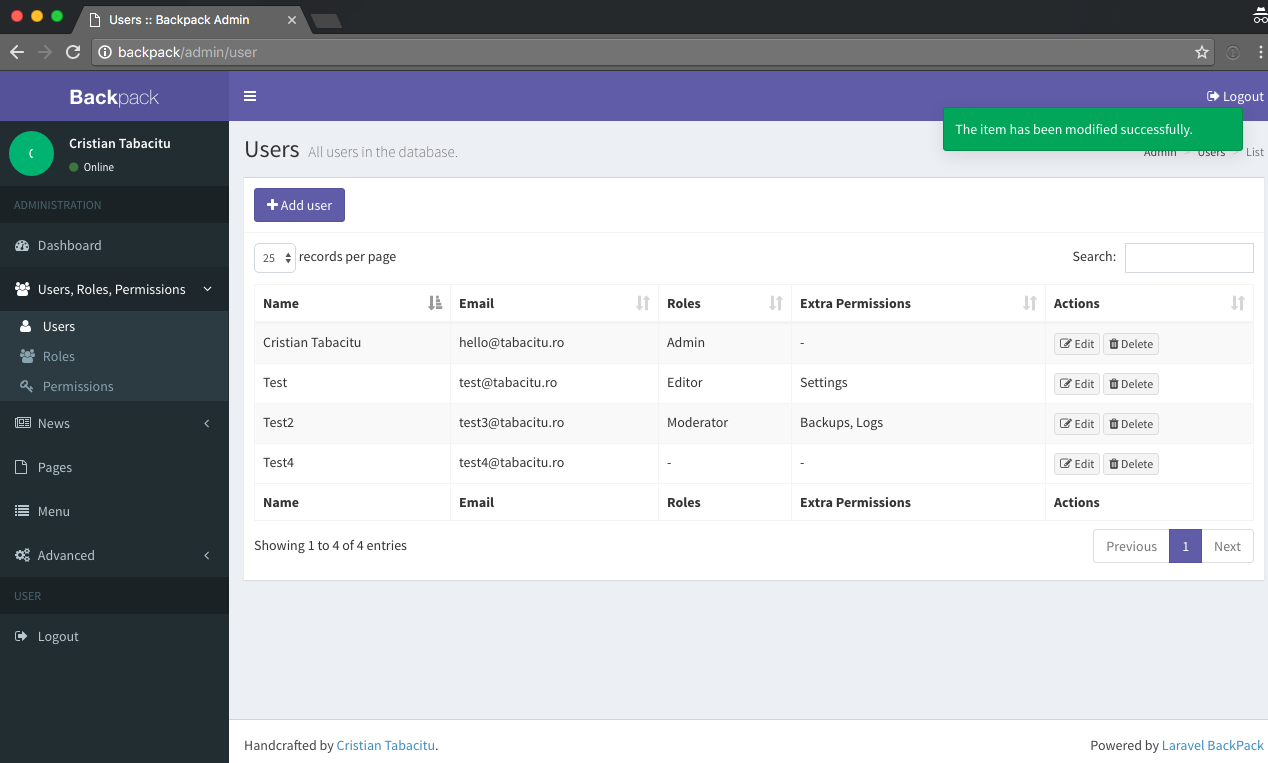 Users :: Backpack Admin
backpack/admin/user
Backpack
Logout
Cristian Tabacitu
Online
The item has been modified successfully.
Users All users in the database.
Admin Users List
ADMINISTRATION
Dashboard
Users, Roles, Permissions
Users
Roles
Permissions
News
Pages
Menu
Advanced
USER
Logout
Add user
25 records per page
Search:
Name Email Roles Extra Permissions Actions
Cristian Tabacitu hello@tabacitu.ro Admin - Edit Delete
Test test@tabacitu.ro Editor Settings Edit Delete
Test2 test3@tabacitu.ro Moderator Backups, Logs Edit Delete
Test4 test4@tabacitu.ro - - Edit Delete
Name Email Roles Extra Permissions Actions
Showing 1 to 4 of 4 entries
Previous 1 Next
Handcrafted by Cristian Tabacitu.
Powered by Laravel BackPack